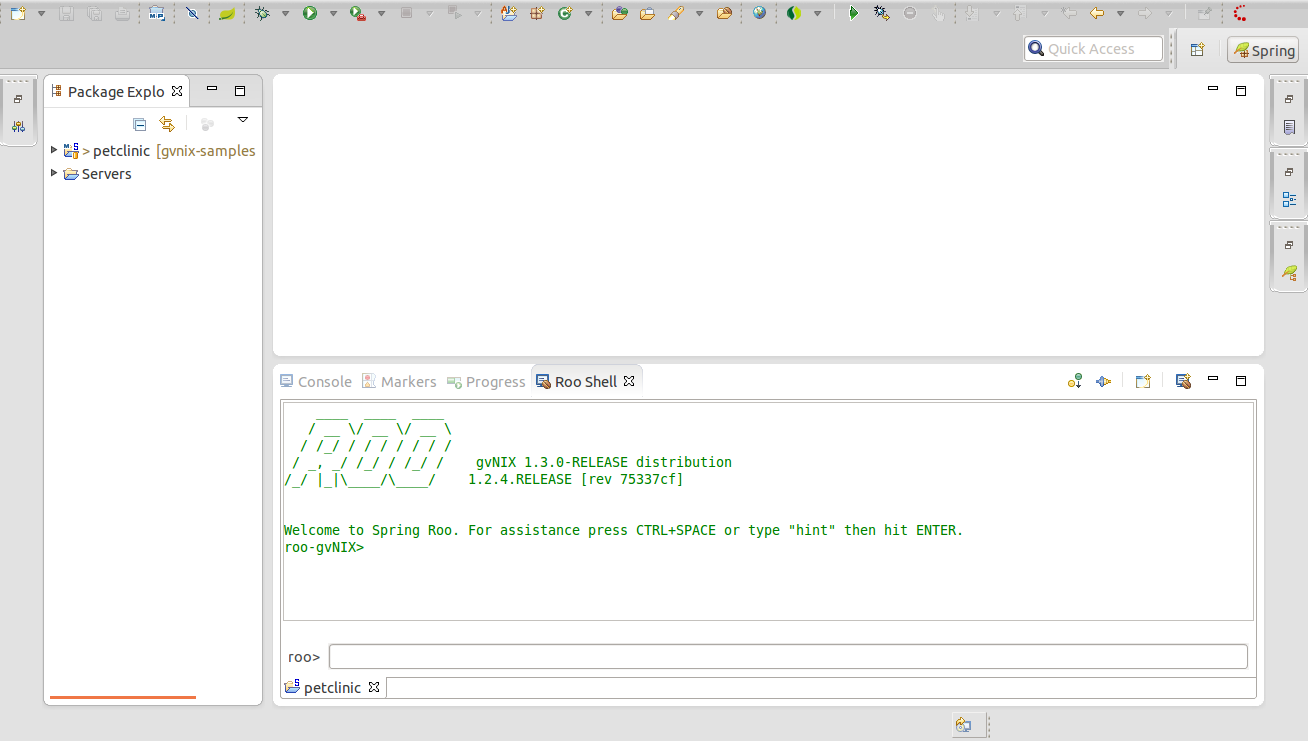 Quick Access
Spring
Package Explo
> petclinic [gvnix-samples
Servers
Console
Markers
Progress
Roo Shell
    ____  ____  ____
   / __ \/ __ \/ __ \
  / /_/ / / / / / / /
 / _, _/ /_/ / /_/ /    gvNIX 1.3.0-RELEASE distribution
/_/ |_|\____/\____/    1.2.4.RELEASE [rev 75337cf]
Welcome to Spring Roo. For assistance press CTRL+SPACE or type "hint" then hit ENTER.
roo-gvNIX>
roo>
petclinic